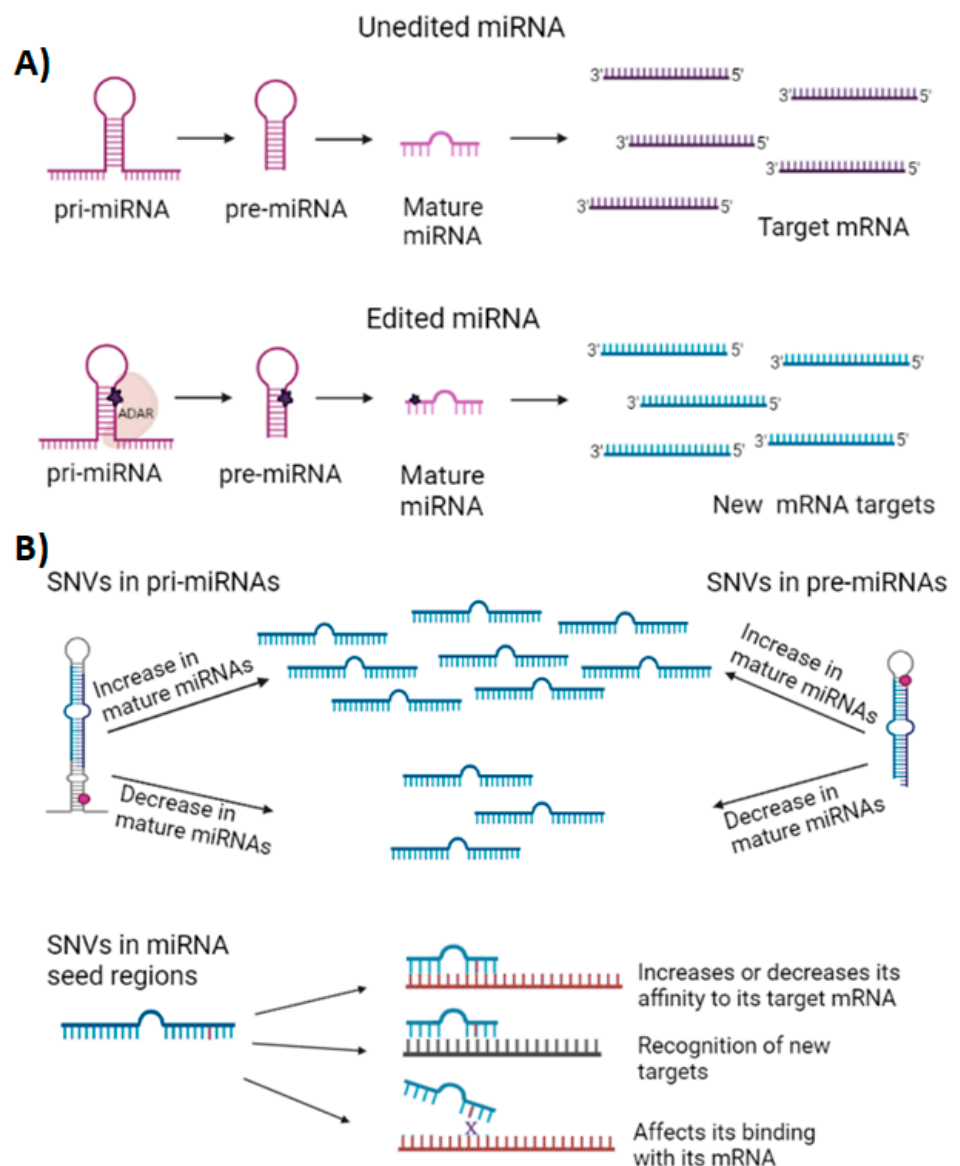 Unedited miRNA
A)
3' 5'
3' 5'
3' 5'
3' 5'
3' 5'
pri-miRNA
pre-miRNA
Mature
miRNA
Target mRNA
Edited miRNA
ADAR
3' 5'
3' 5'
3' 5'
3' 5'
3' 5'
pri-miRNA
pre-miRNA
Mature
miRNA
New mRNA targets
B)
SNVs in pri-miRNAs
SNVs in pre-miRNAs
Increase in
mature miRNAs
Increase in
mature miRNAs
Decrease in
mature miRNAs
Decrease in
mature miRNAs
SNVs in miRNA
seed regions
Increases or decreases its
affinity to its target mRNA
Recognition of new
targets
X
Affects its binding
with its mRNA